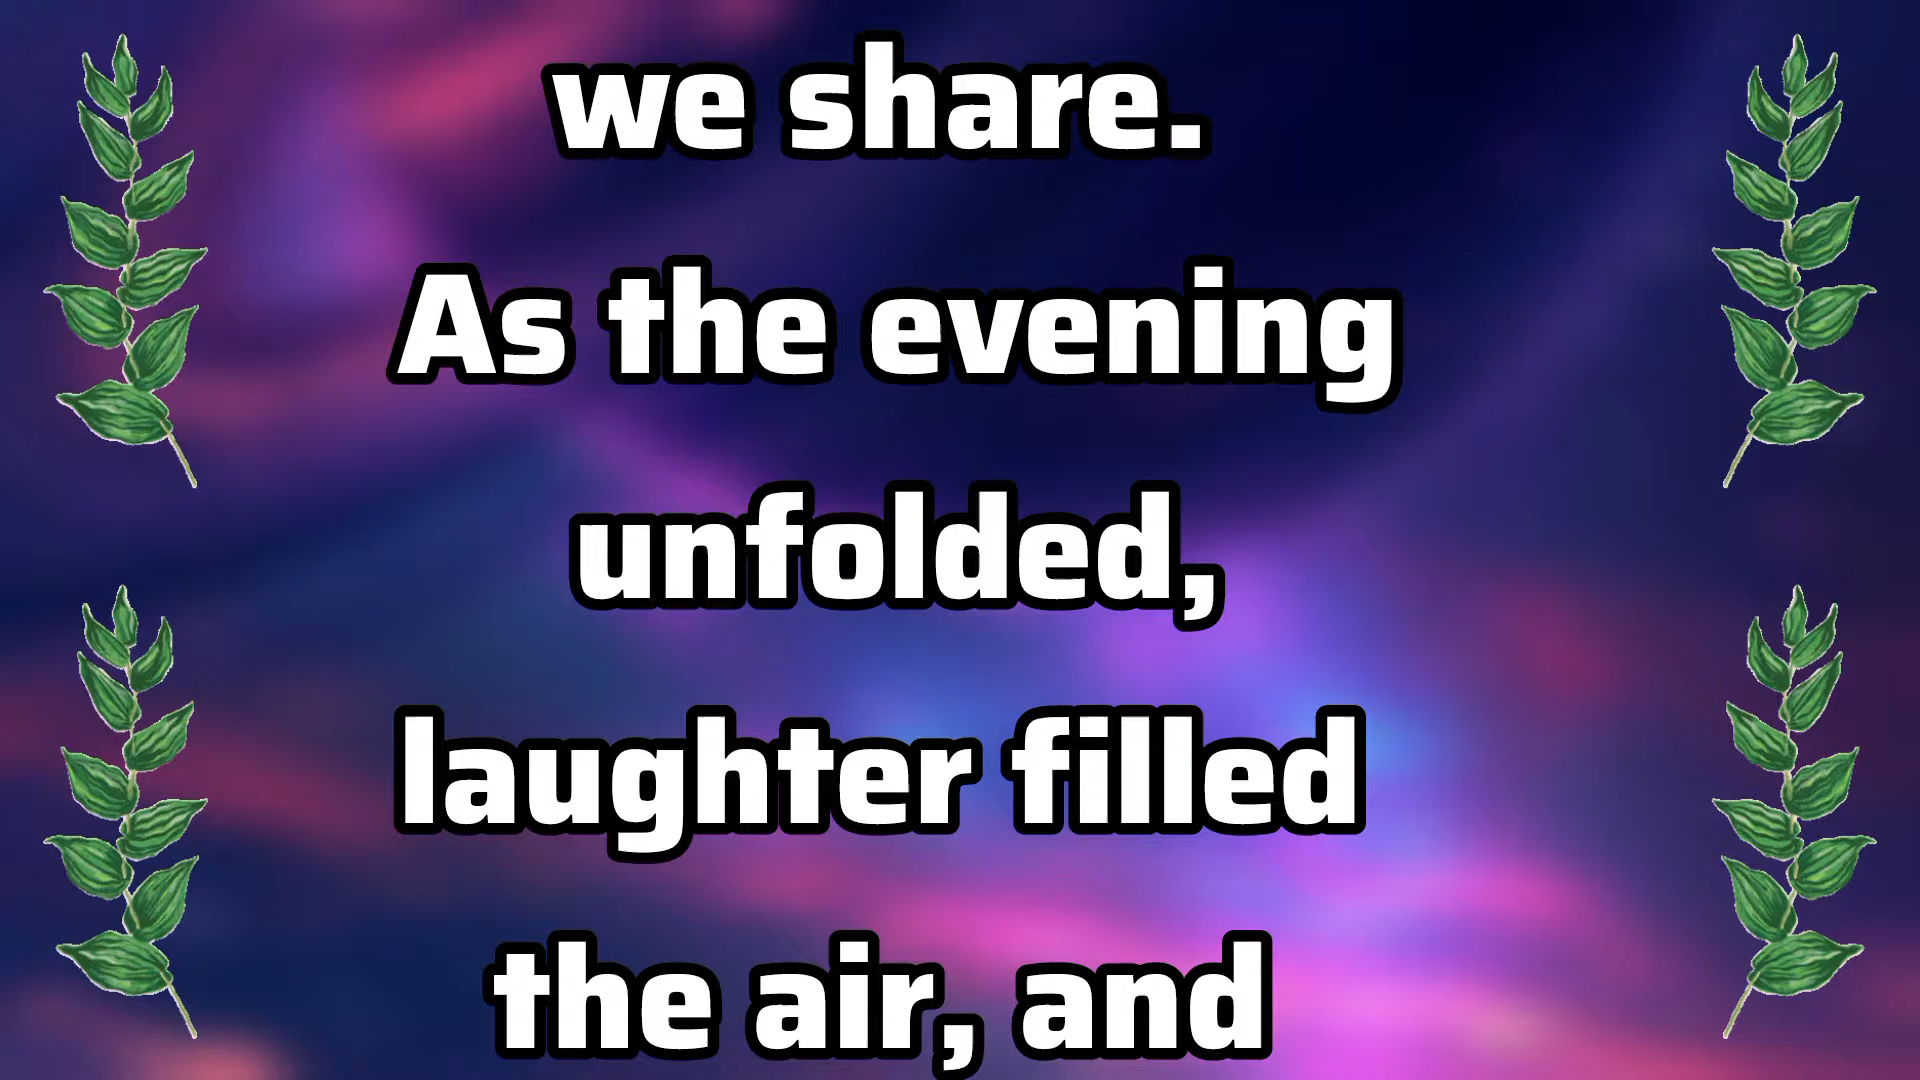 we share.
As the evening
unfolded,
laughter filled
the air, and